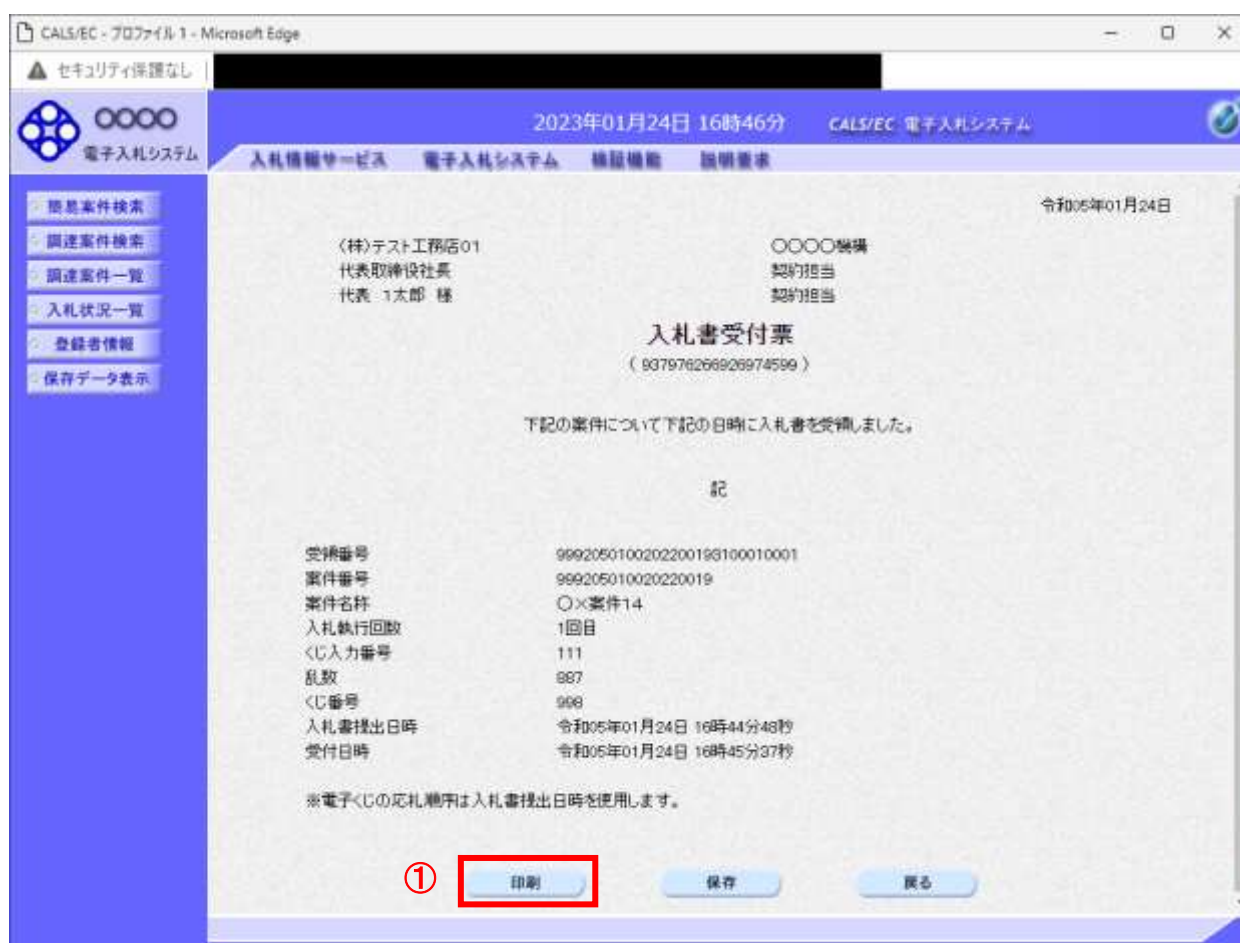 CALS/EC - プロファイル 1 - Microsoft Edge
セキュリティ保護なし
〇〇〇〇
電子入札システム
2023年01月24日 16時46分 CALS/EC 電子入札システム
入札情報サービス 電子入札システム 検証機能 説明要求
簡易案件検索
調達案件検索
調達案件一覧
入札状況一覧
登録者情報
保存データ表示
令和05年01月24日
(株)テスト工務店01 〇〇〇〇機構
代表取締役社長 契約担当
代表 1太郎 様 契約担当
入札書受付票
( 937976266926974599 )
下記の案件について下記の日時に入札書を受領しました。
記
受領番号 9992050100202200193100010001
案件番号 999205010020220019
案件名称 〇×案件14
入札執行回数 1回目
くじ入力番号 111
乱数 887
くじ番号 998
入札書提出日時 令和05年01月24日 16時44分48秒
受付日時 令和05年01月24日 16時45分37秒
※電子くじの応札順序は入札書提出日時を使用します。
① 印刷 保存 戻る